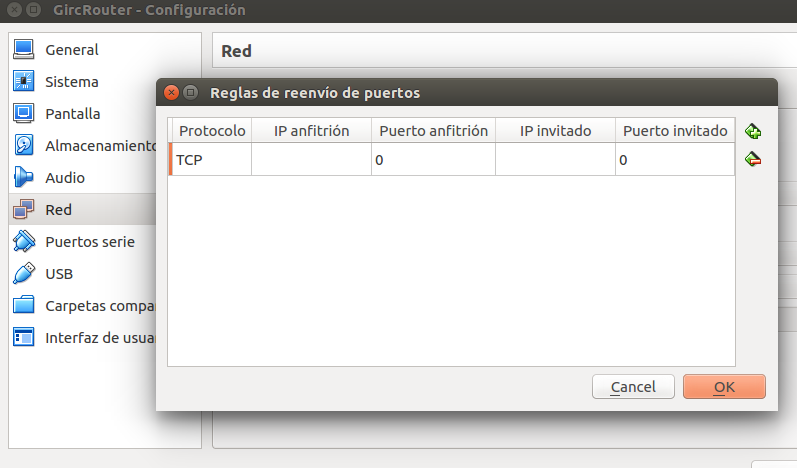 GircRouter - Configuración
General
Sistema
Pantalla
Almacenamiento
Audio
Red
Puertos serie
USB
Carpetas compa
Interfaz de usua
Red
Reglas de reenvío de puertos
Protocolo IP anfitrión Puerto anfitrión IP invitado Puerto invitado
TCP 0 0
Cancel OK